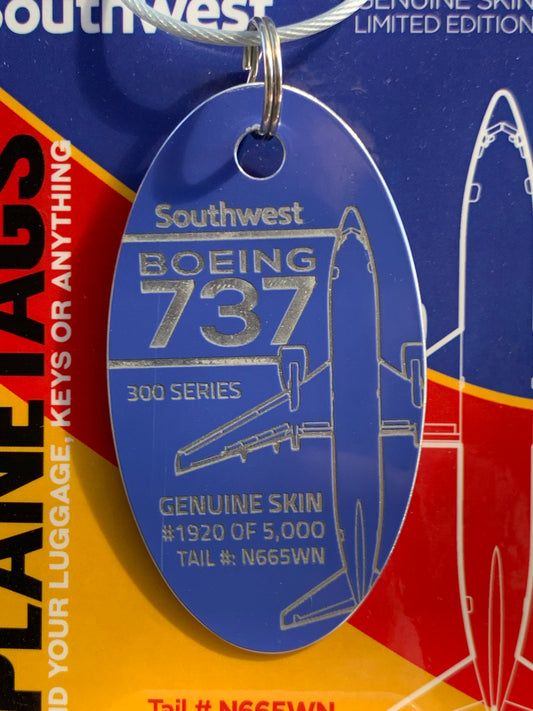 Southwest
GENUINE SKIN
LIMITED EDITION
PLANETAGS
ND YOUR LUGGAGE, KEYS OR ANYTHING
Southwest
BOEING
737
300 SERIES
GENUINE SKIN
#1920 OF 5,000
TAIL #: N665WN
Tail # N665WN